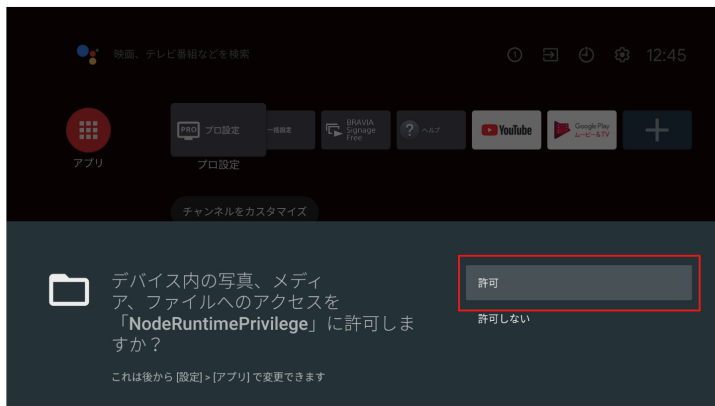 映画、テレビ番組などを検索
1
12:45
PRO プロ設定
一括設定
BRAVIA
Signage
Free
? ヘルプ
YouTube
Google Play
ムービー&TV
アプリ
プロ設定
チャンネルをカスタマイズ
デバイス内の写真、メディ
ア、ファイルへのアクセスを
「NodeRuntimePrivilege」に許可しま
すか？
これは後から [設定] > [アプリ] で変更できます
許可
許可しない